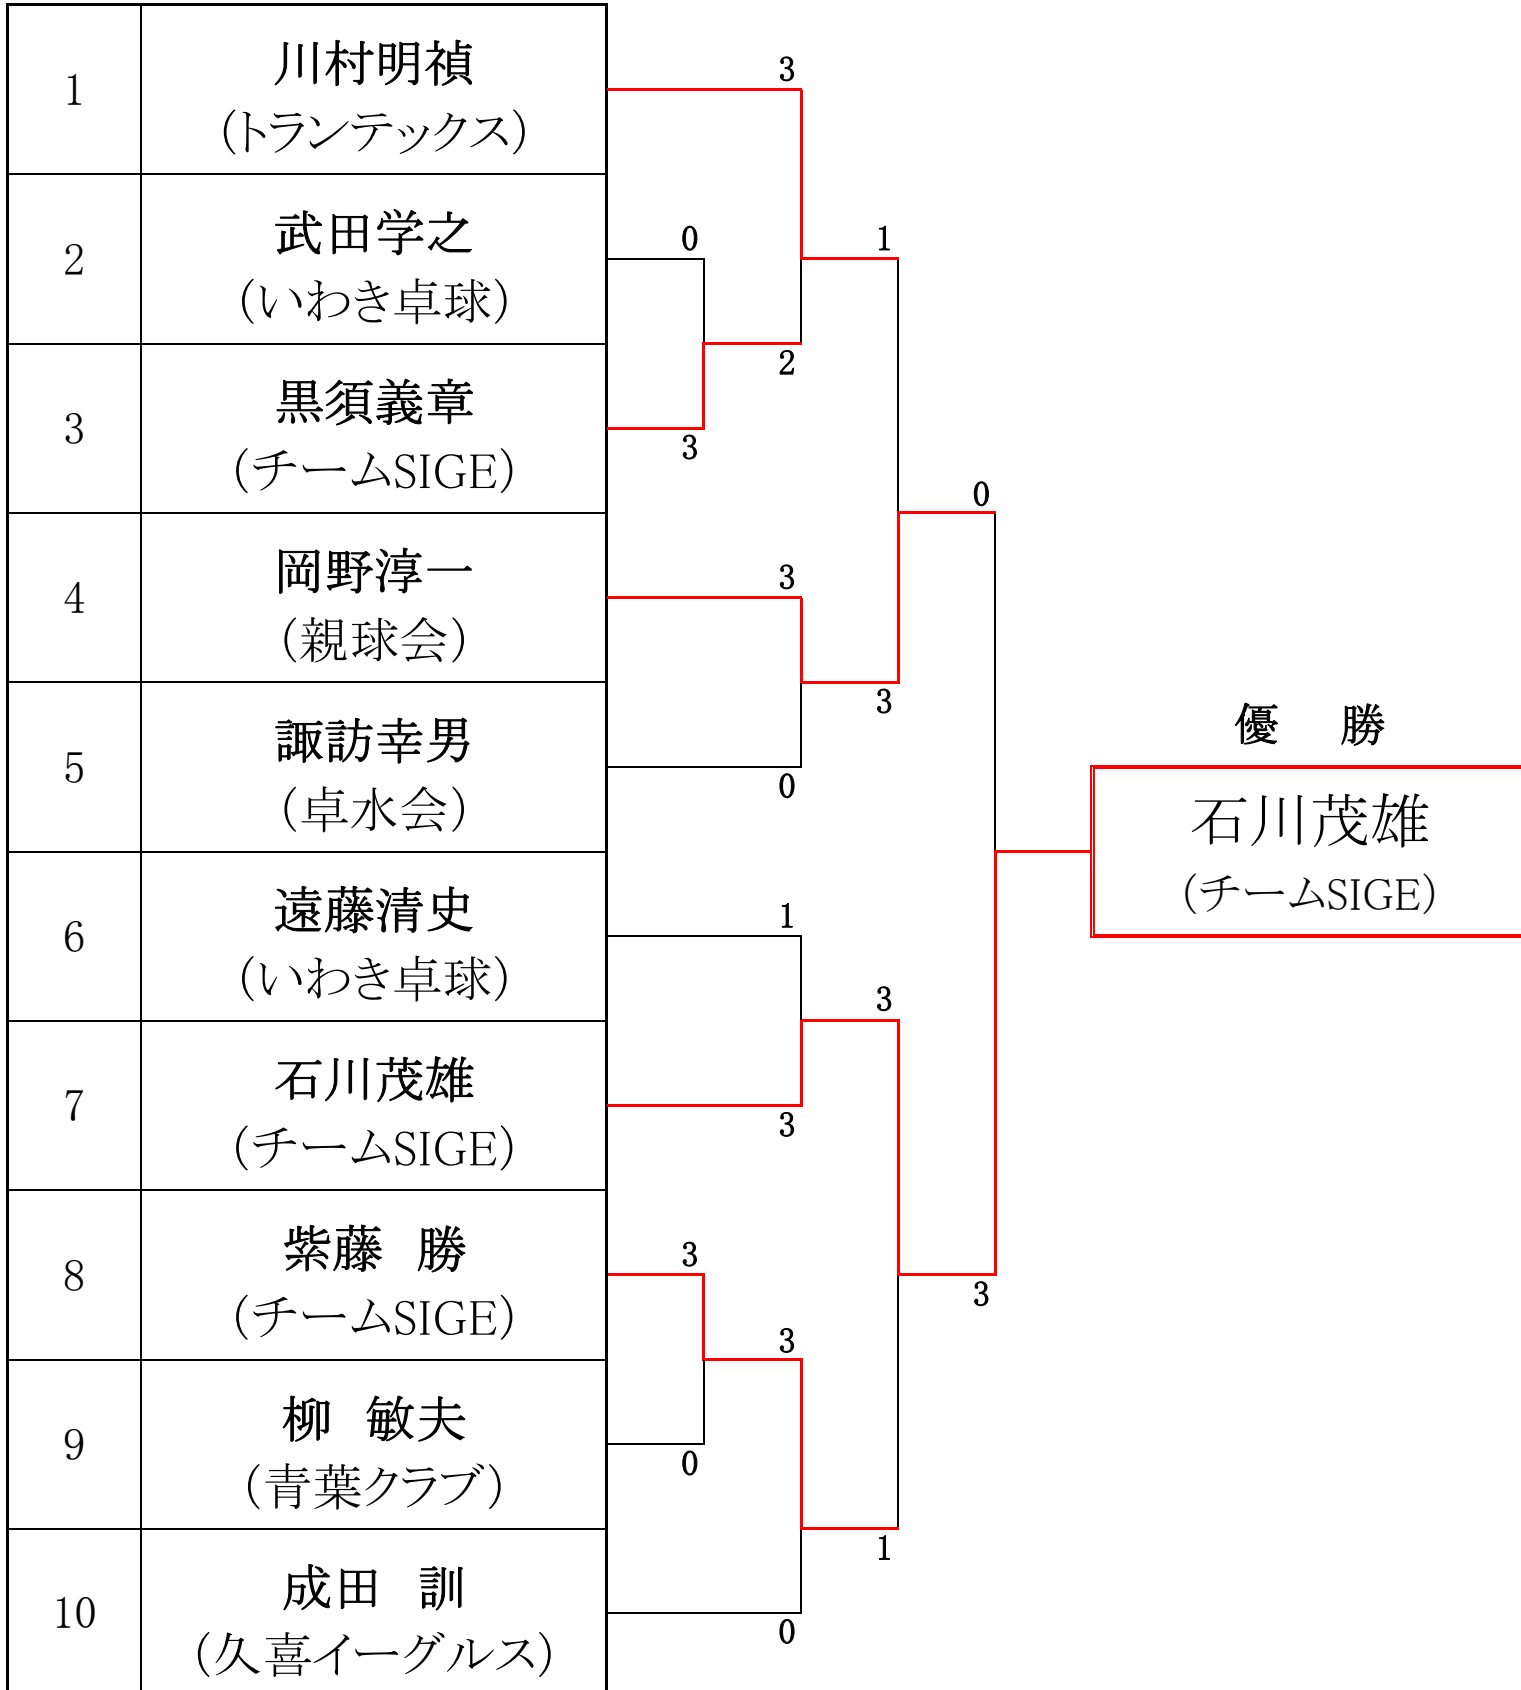 1
川村明禎
(トランテックス)
3
2
武田学之
(いわき卓球)
0
1
3
黒須義章
(チームSIGE)
3
2
0
4
岡野淳一
(親球会)
3
3
5
諏訪幸男
(卓水会)
0
優 勝
石川茂雄
(チームSIGE)
6
遠藤清史
(いわき卓球)
1
3
7
石川茂雄
(チームSIGE)
3
8
紫藤 勝
(チームSIGE)
3
3
3
9
柳 敏夫
(青葉クラブ)
0
1
10
成田 訓
(久喜イーグルス)
0